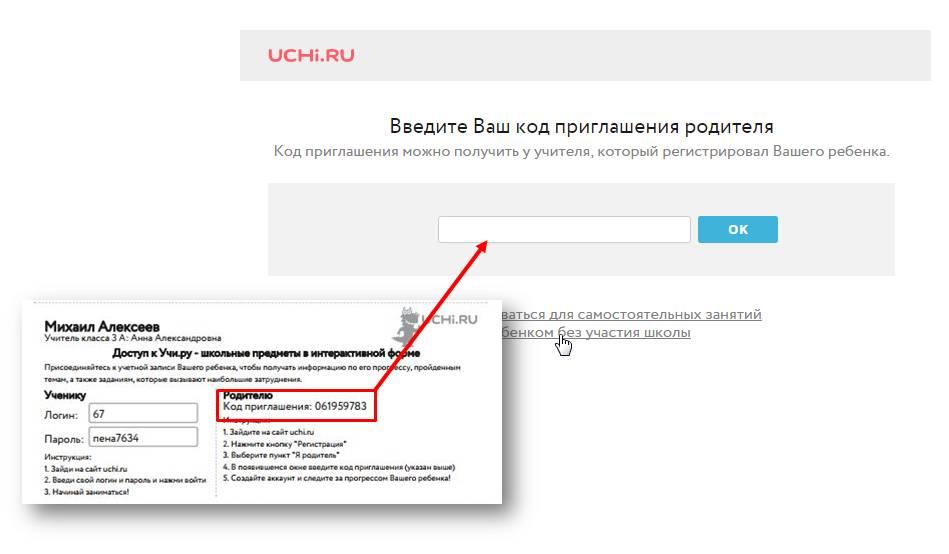 UCHi.RU
Введите Ваш код приглашения родителя
Код приглашения можно получить у учителя, который регистрировал Вашего ребенка.
OK
ваться для самостоятельных занятий
бенком без участия школы
UCHi.RU
Михаил Алексеев
Учитель класса 3 А: Анна Александровна
Доступ к Учи.ру - школьные предметы в интерактивной форме
Присоединяйтесь к учетной записи Вашего ребенка, чтобы получать информацию по его прогрессу, пройденным
темам, а также заданиям, которые вызывают наибольшие затруднения.
Ученику
Логин: 67
Пароль: пена7634
Инструкция:
1. Зайди на сайт uchi.ru
2. Введи свой логин и пароль и нажми войти
3. Начинай заниматься!
Родителю
Код приглашения: 061959783
Инструкция:
1. Зайдите на сайт uchi.ru
2. Нажмите кнопку "Регистрация"
3. Выберите пункт "Я родитель"
4. В появившемся окне введите код приглашения (указан выше)
5. Создайте аккаунт и следите за прогрессом Вашего ребенка!